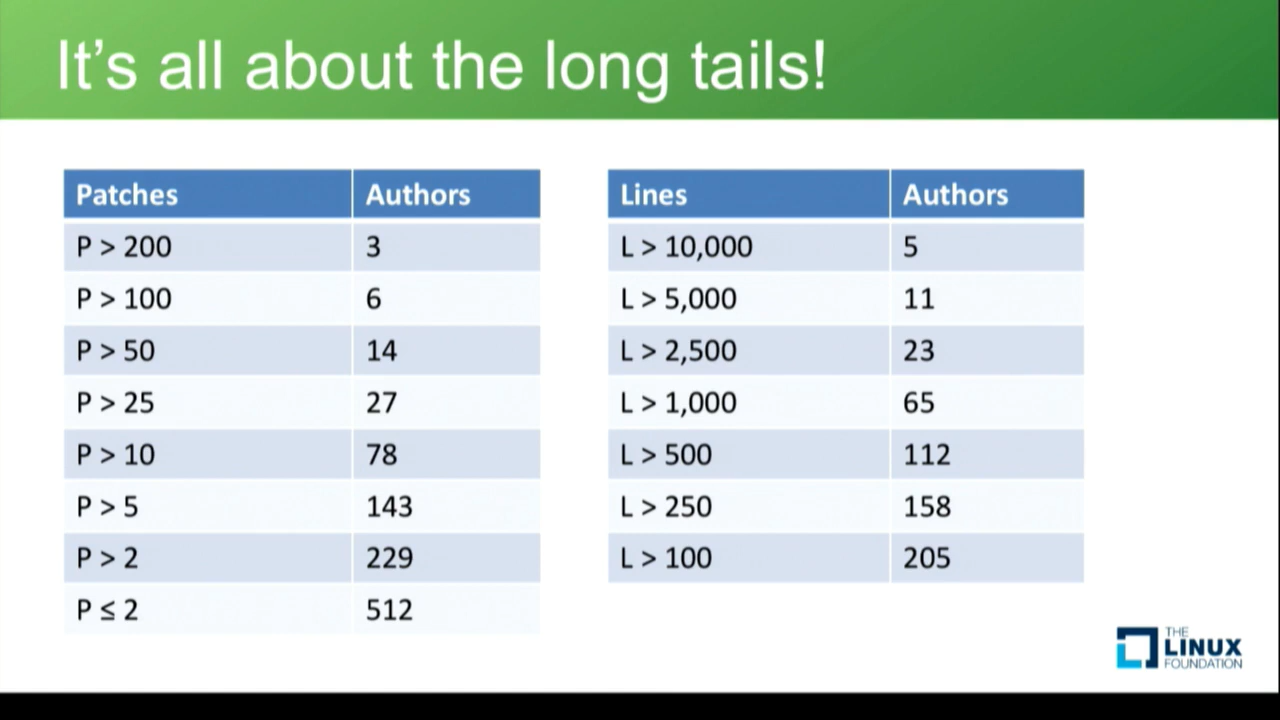 It's all about the long tails!
Patches Authors
P > 200 3
P > 100 6
P > 50 14
P > 25 27
P > 10 78
P > 5 143
P > 2 229
P ≤ 2 512
Lines Authors
L > 10,000 5
L > 5,000 11
L > 2,500 23
L > 1,000 65
L > 500 112
L > 250 158
L > 100 205
THE
LINUX
FOUNDATION